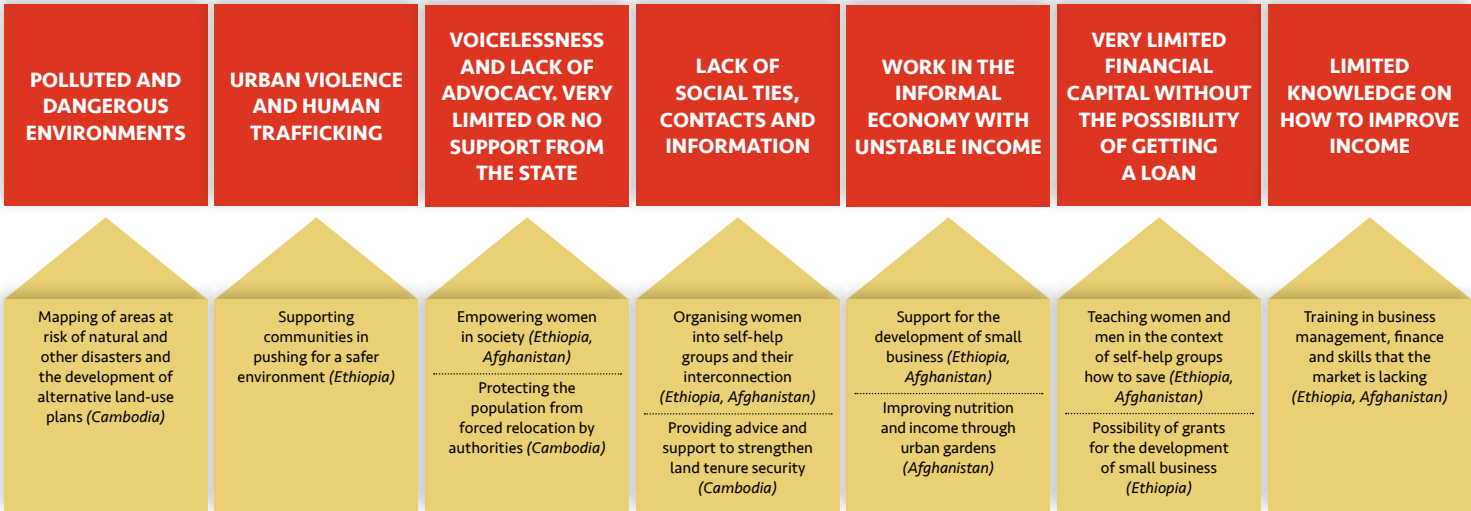 POLLUTED AND
DANGEROUS
ENVIRONMENTS
URBAN VIOLENCE
AND HUMAN
TRAFFICKING
VOICELESSNESS
AND LACK OF
ADVOCACY. VERY
LIMITED OR NO
SUPPORT FROM
THE STATE
LACK OF
SOCIAL TIES,
CONTACTS AND
INFORMATION
WORK IN THE
INFORMAL
ECONOMY WITH
UNSTABLE INCOME
VERY LIMITED
FINANCIAL
CAPITAL WITHOUT
THE POSSIBILITY
OF GETTING
A LOAN
LIMITED
KNOWLEDGE ON
HOW TO IMPROVE
INCOME
Mapping of areas at
risk of natural and
other disasters and
the development of
alternative land-use
plans (Cambodia)
Supporting
communities in
pushing for a safer
environment (Ethiopia)
Empowering women
in society (Ethiopia,
Afghanistan)
Protecting the
population from
forced relocation by
authorities (Cambodia)
Organising women
into self-help
groups and their
interconnection
(Ethiopia, Afghanistan)
Providing advice and
support to strengthen
land tenure security
(Cambodia)
Support for the
development of small
business (Ethiopia,
Afghanistan)
Improving nutrition
and income through
urban gardens
(Afghanistan)
Teaching women and
men in the context
of self-help groups
how to save (Ethiopia,
Afghanistan)
Possibility of grants
for the development
of small business
(Ethiopia)
Training in business
management, finance
and skills that the
market is lacking
(Ethiopia, Afghanistan)